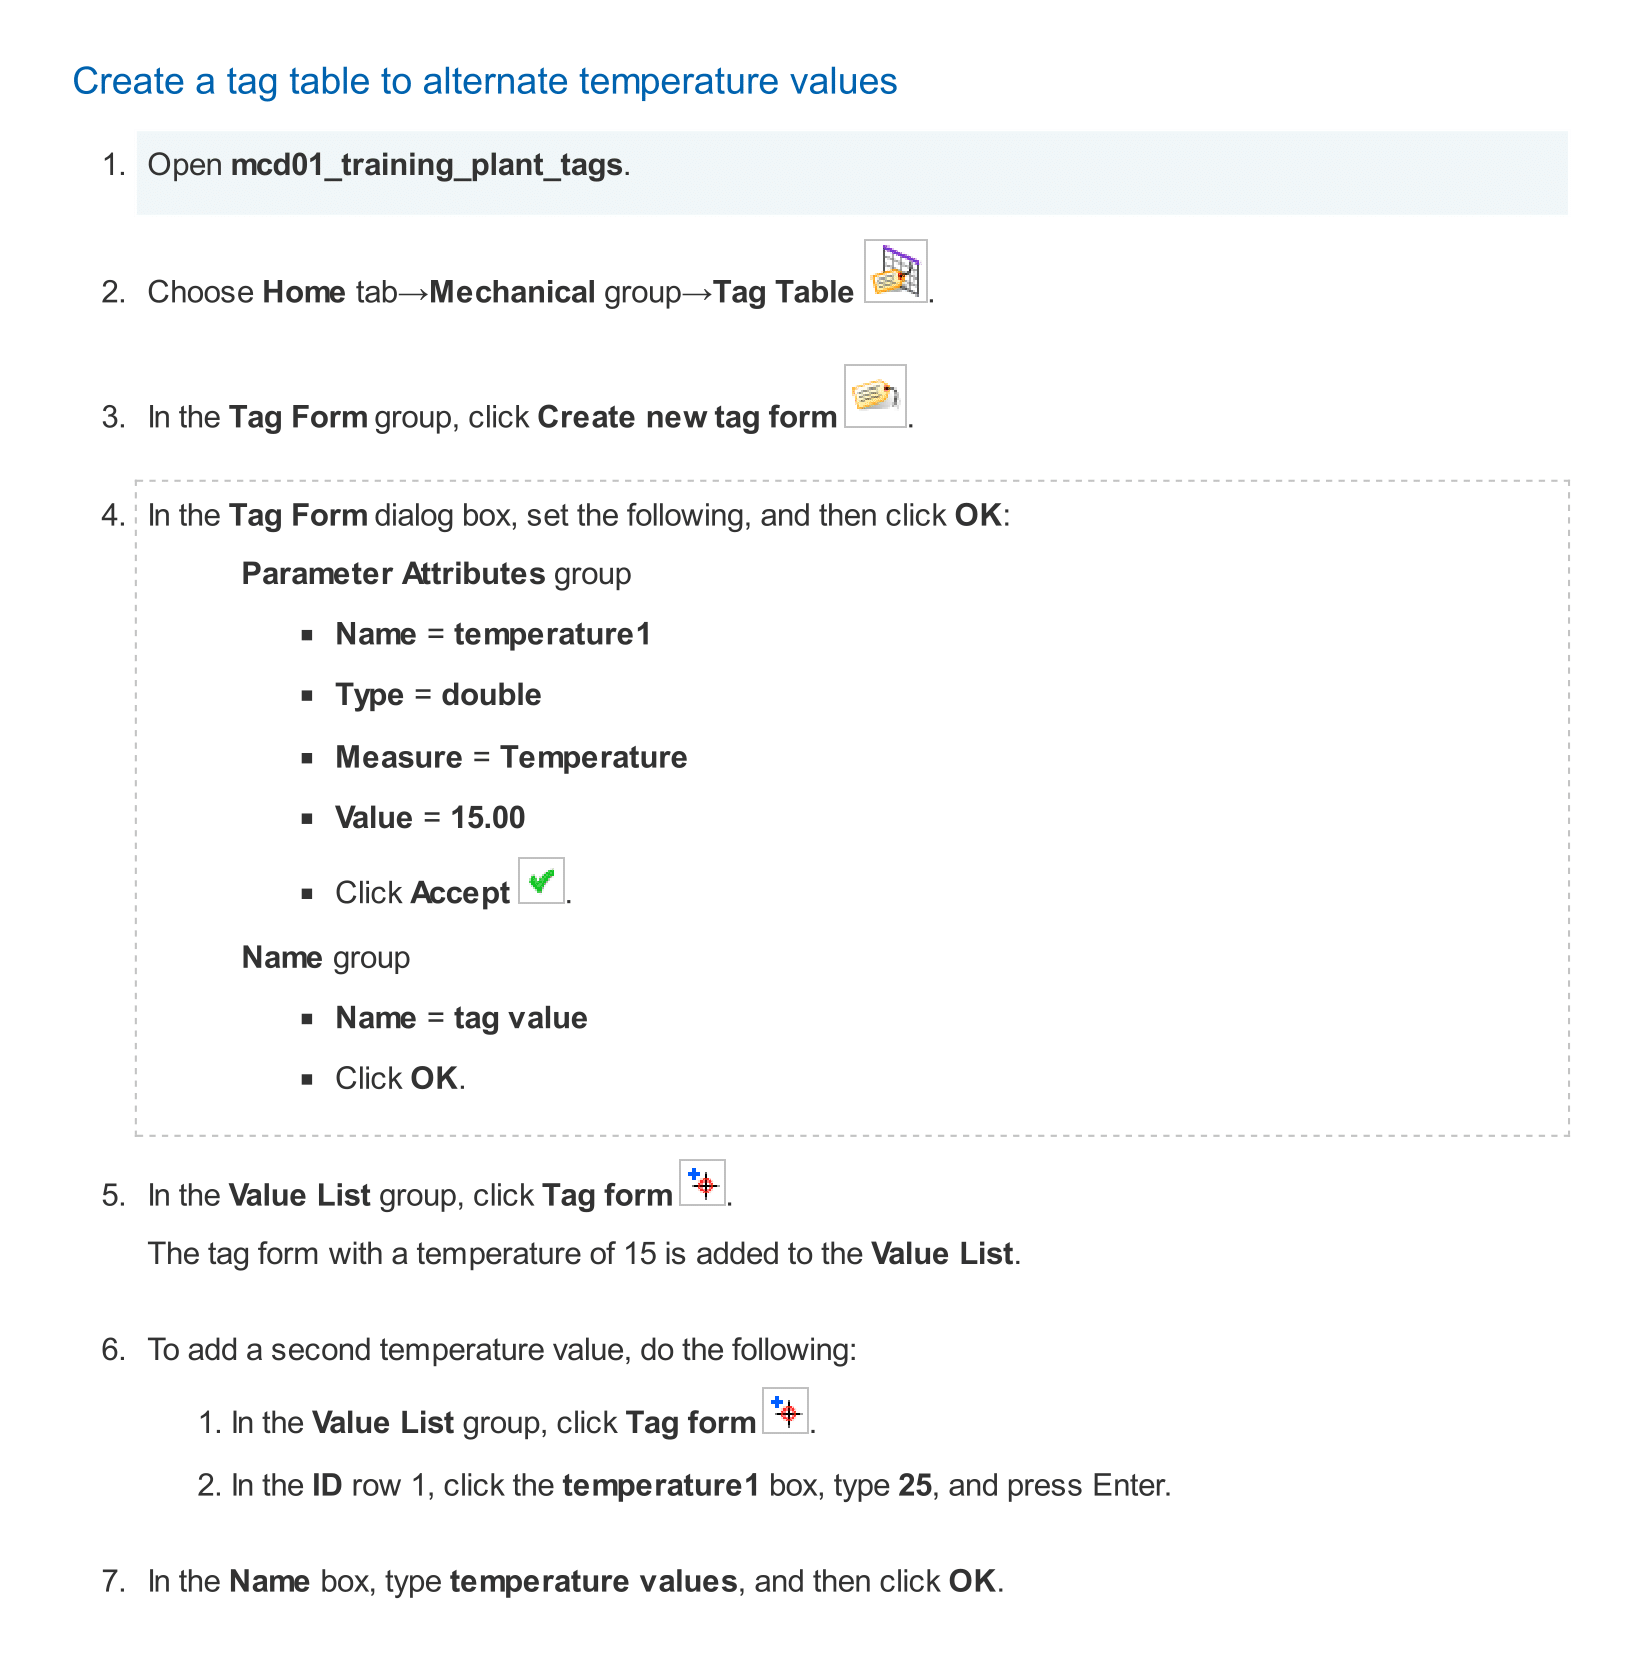 Create a tag table to alternate temperature values
1. Open mcd01_training_plant_tags.
2. Choose Home tab→Mechanical group→Tag Table .
3. In the Tag Form group, click Create new tag form .
4. In the Tag Form dialog box, set the following, and then click OK:
Parameter Attributes group
▪ Name = temperature1
▪ Type = double
▪ Measure = Temperature
▪ Value = 15.00
▪ Click Accept .
Name group
▪ Name = tag value
▪ Click OK.
5. In the Value List group, click Tag form .
The tag form with a temperature of 15 is added to the Value List.
6. To add a second temperature value, do the following:
1. In the Value List group, click Tag form .
2. In the ID row 1, click the temperature1 box, type 25, and press Enter.
7. In the Name box, type temperature values, and then click OK.